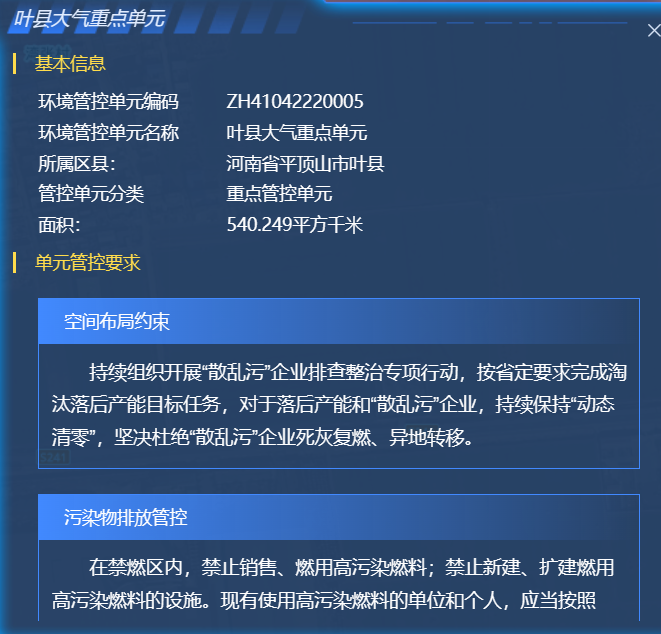 叶县大气重点单元
基本信息
环境管控单元编码 ZH41042220005
环境管控单元名称 叶县大气重点单元
所属区县： 河南省平顶山市叶县
管控单元分类 重点管控单元
面积： 540.249平方千米
单元管控要求
空间布局约束
持续组织开展“散乱污”企业排查整治专项行动，按省定要求完成淘
汰落后产能目标任务，对于落后产能和“散乱污”企业，持续保持“动态
清零”，坚决杜绝“散乱污”企业死灰复燃、异地转移。
S241
污染物排放管控
在禁燃区内，禁止销售、燃用高污染燃料；禁止新建、扩建燃用
高污染燃料的设施。现有使用高污染燃料的单位和个人，应当按照